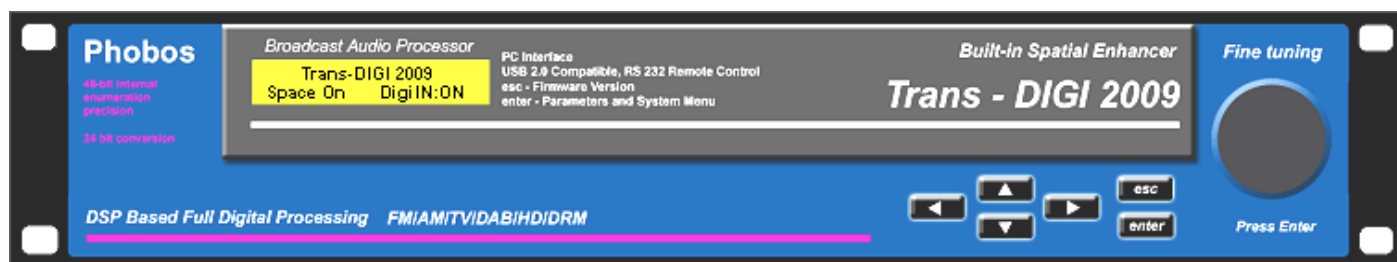 Phobos
48-bit internal
enumeration
precision
24 bit conversion
Broadcast Audio Processor
Trans-DIGI 2009
Space On DigiIN:ON
PC Interface
USB 2.0 Compatible, RS 232 Remote Control
esc - Firmware Version
enter - Parameters and System Menu
Built-in Spatial Enhancer
Trans - DIGI 2009
Fine tuning
DSP Based Full Digital Processing FM/AM/TV/DAB/HD/DRM
esc
enter
Press Enter